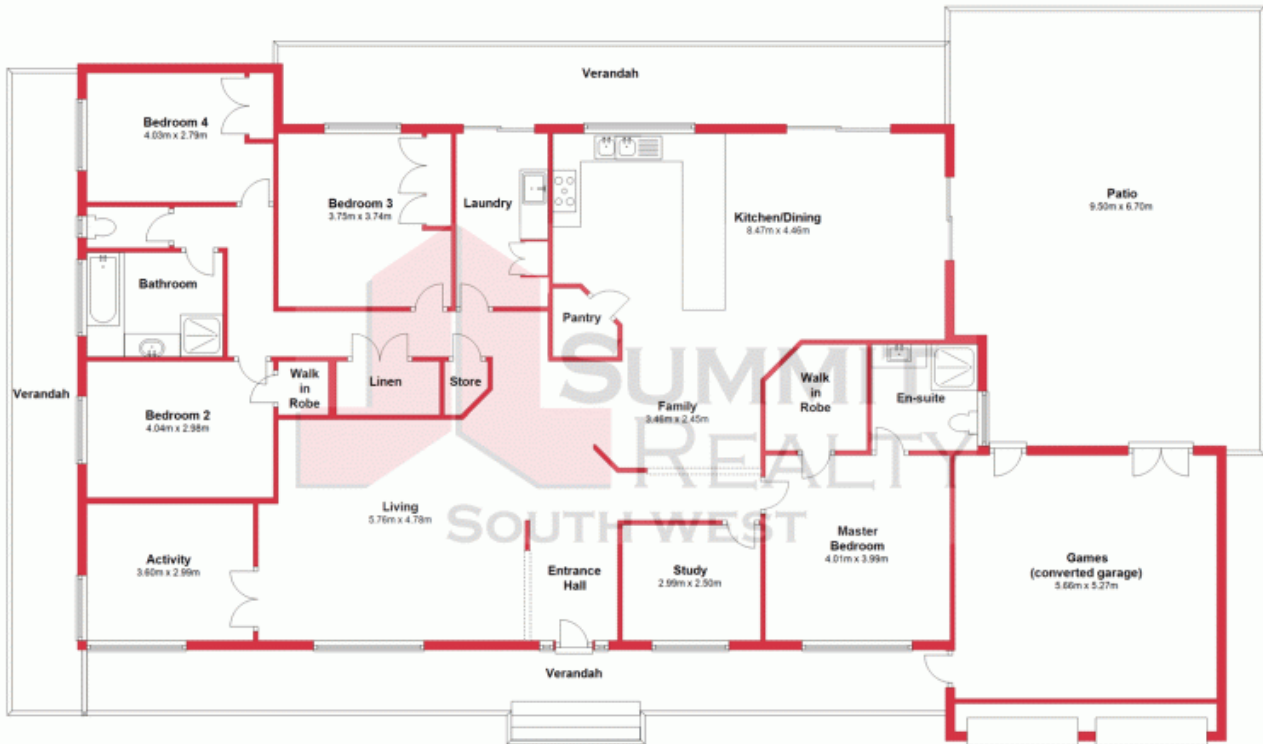 Verandah
Bedroom 4
4.03m x 2.79m
Bedroom 3
3.75m x 3.74m
Laundry
Kitchen/Dining
8.47m x 4.46m
Patio
9.50m x 6.70m
Bathroom
Pantry
Verandah
Bedroom 2
4.04m x 2.98m
Walk
in
Robe
Linen
Store
Family
3.46m x 2.45m
Walk
in
Robe
En-suite
SUMMIT
REALTY
SOUTH WEST
Living
5.76m x 4.78m
Activity
3.60m x 2.99m
Entrance
Hall
Study
2.99m x 2.50m
Master
Bedroom
4.01m x 3.99m
Games
(converted garage)
5.66m x 5.27m
Verandah